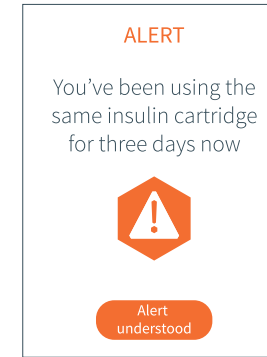 ALERT
You’ve been using the
same insulin cartridge
for three days now
Alert
understood